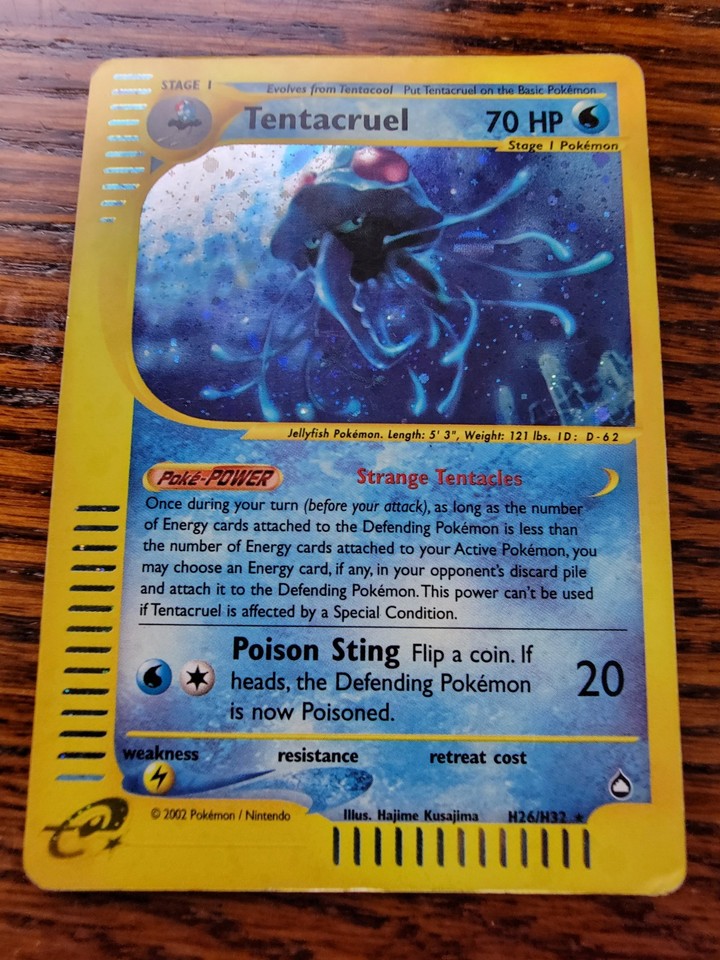 STAGE 1
Evolves from Tentacool Put Tentacruel on the Basic Pokémon
Tentacruel 70 HP
Stage 1 Pokémon
Jellyfish Pokémon. Length: 5' 3", Weight: 121 lbs. ID: D-62
Poké-POWER Strange Tentacles
Once during your turn (before your attack), as long as the number
of Energy cards attached to the Defending Pokémon is less than
the number of Energy cards attached to your Active Pokémon, you
may choose an Energy card, if any, in your opponent's discard pile
and attach it to the Defending Pokémon. This power can't be used
if Tentacruel is affected by a Special Condition.
Poison Sting Flip a coin. If
heads, the Defending Pokémon 20
is now Poisoned.
weakness resistance retreat cost
© 2002 Pokémon / Nintendo Illus. Hajime Kusajima H26/H32 ★
e